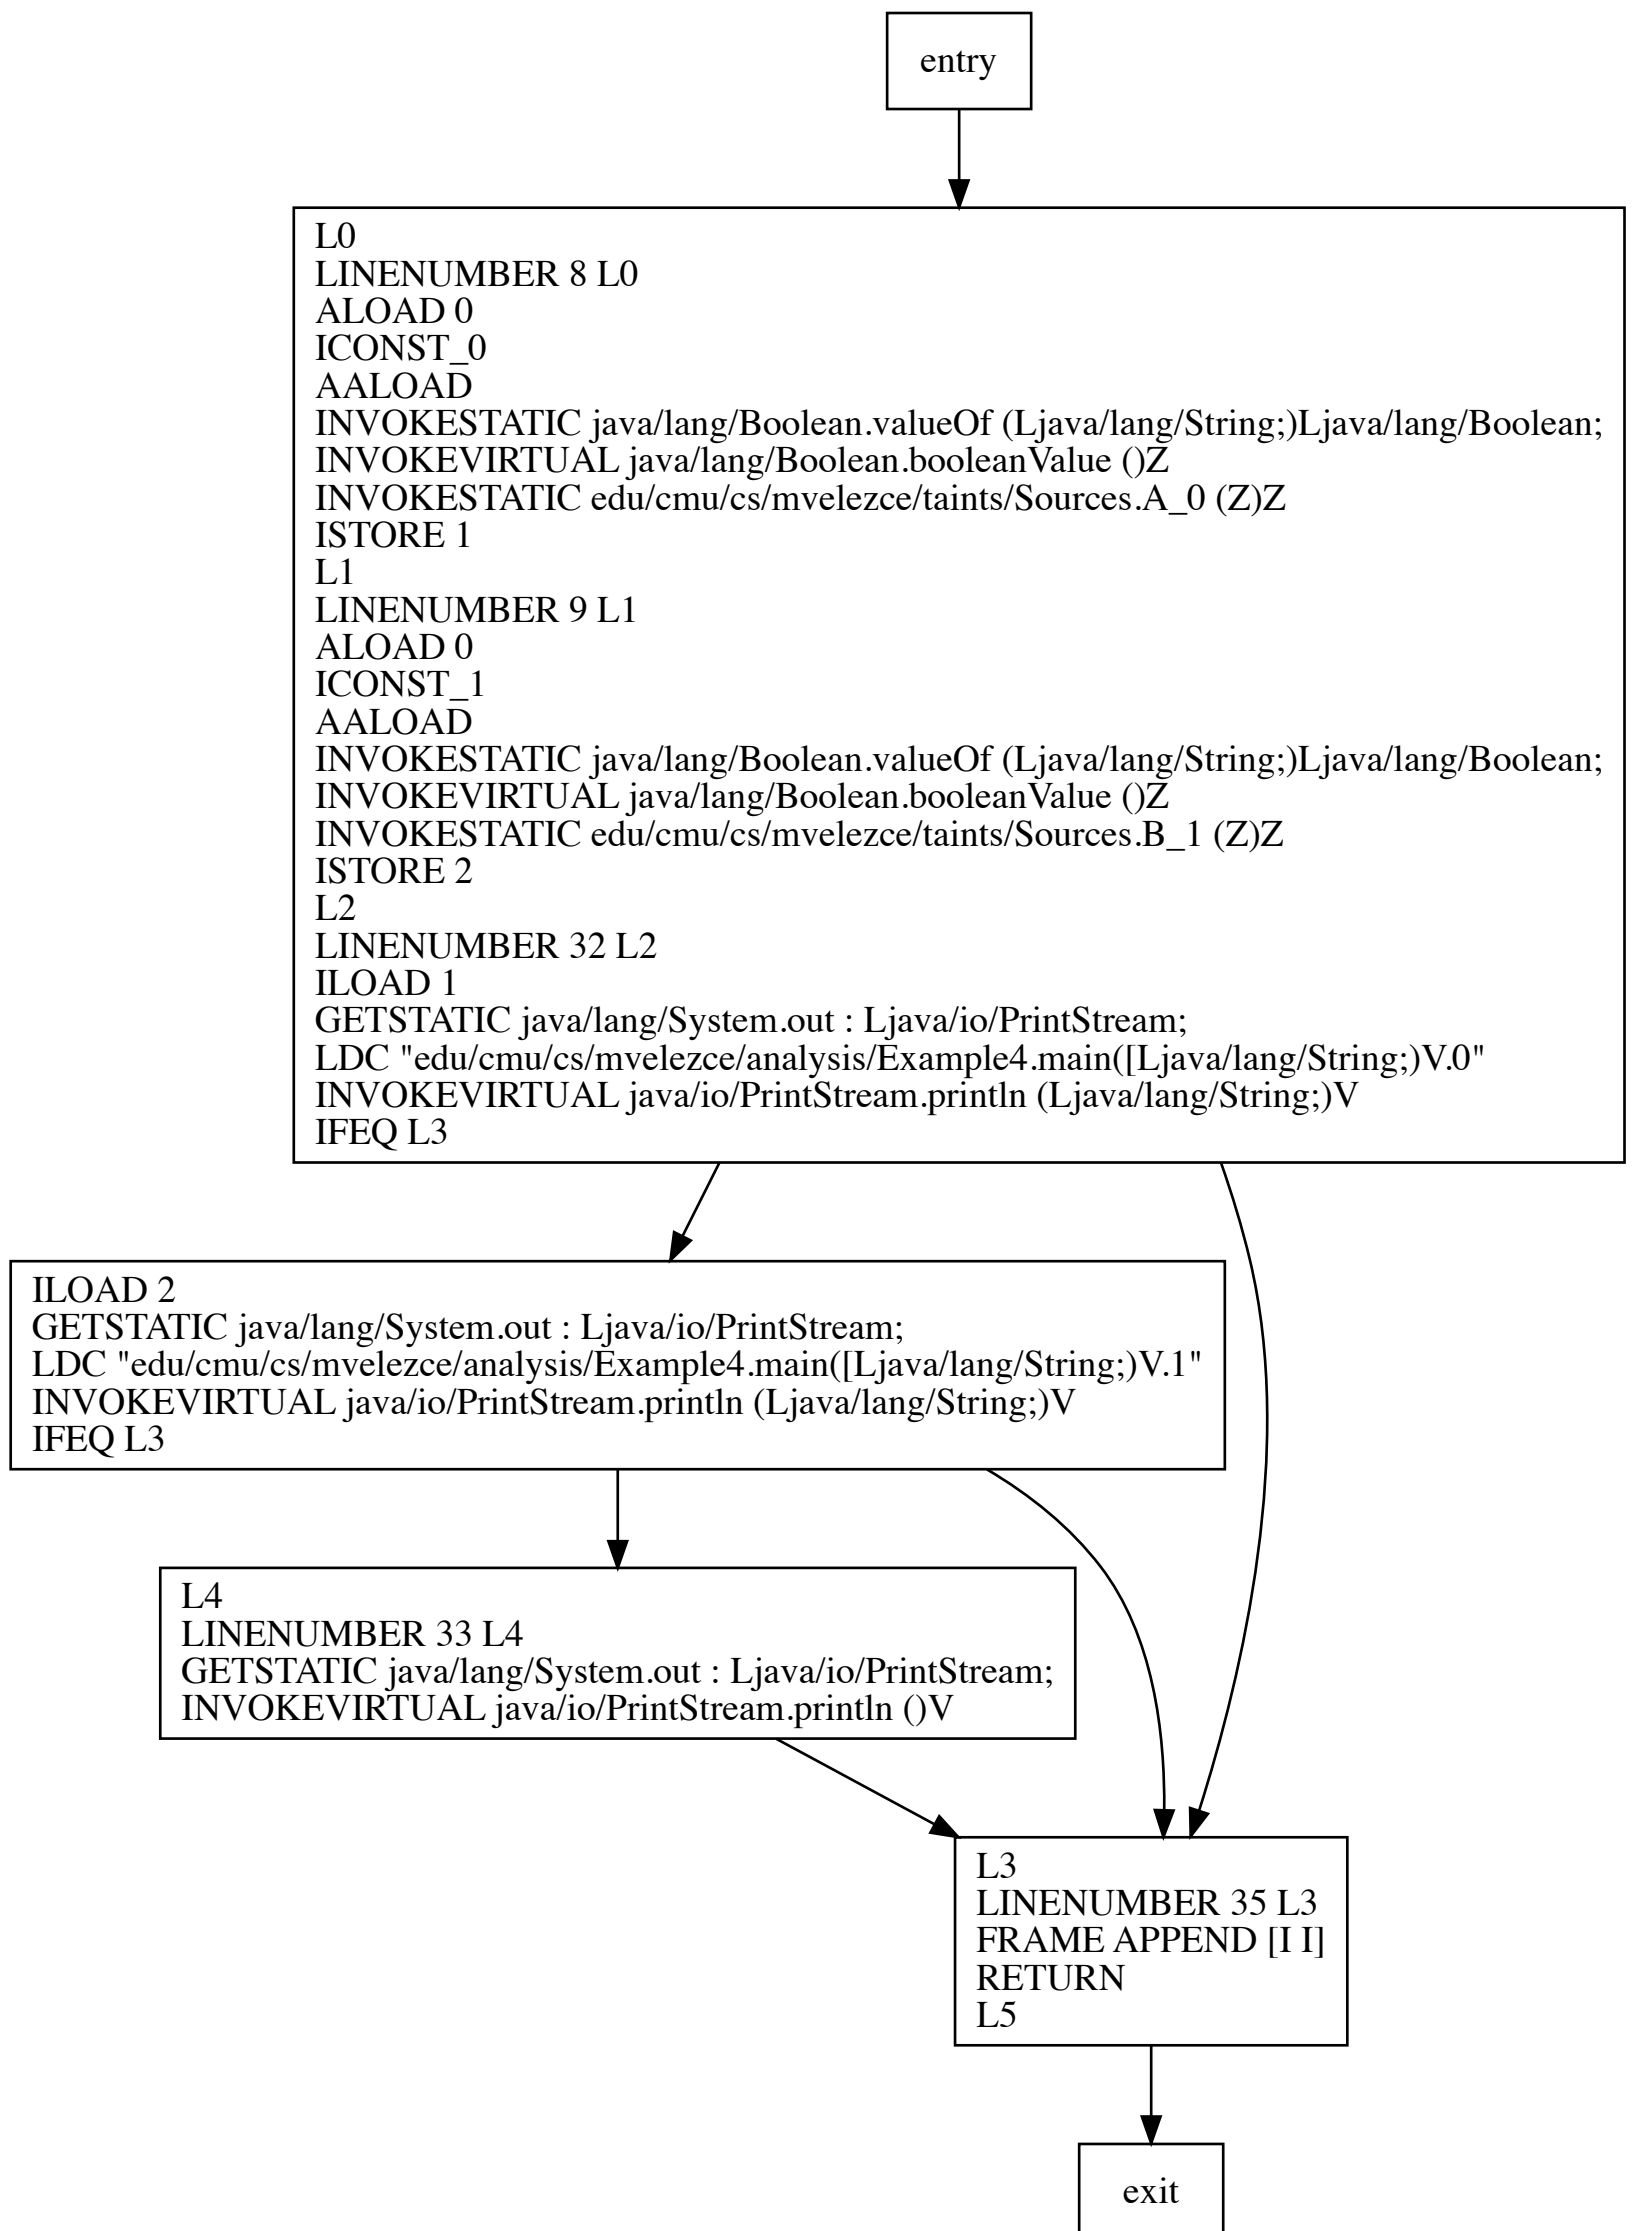 entry
L0
LINENUMBER 8 L0
ALOAD 0
ICONST_0
AALOAD
INVOKESTATIC java/lang/Boolean.valueOf (Ljava/lang/String;)Ljava/lang/Boolean;
INVOKEVIRTUAL java/lang/Boolean.booleanValue ()Z
INVOKESTATIC edu/cmu/cs/mvelezce/taints/Sources.A_0 (Z)Z
ISTORE 1
L1
LINENUMBER 9 L1
ALOAD 0
ICONST_1
AALOAD
INVOKESTATIC java/lang/Boolean.valueOf (Ljava/lang/String;)Ljava/lang/Boolean;
INVOKEVIRTUAL java/lang/Boolean.booleanValue ()Z
INVOKESTATIC edu/cmu/cs/mvelezce/taints/Sources.B_1 (Z)Z
ISTORE 2
L2
LINENUMBER 32 L2
ILOAD 1
GETSTATIC java/lang/System.out : Ljava/io/PrintStream;
LDC "edu/cmu/cs/mvelezce/analysis/Example4.main([Ljava/lang/String;)V.0"
INVOKEVIRTUAL java/io/PrintStream.println (Ljava/lang/String;)V
IFEQ L3
ILOAD 2
GETSTATIC java/lang/System.out : Ljava/io/PrintStream;
LDC "edu/cmu/cs/mvelezce/analysis/Example4.main([Ljava/lang/String;)V.1"
INVOKEVIRTUAL java/io/PrintStream.println (Ljava/lang/String;)V
IFEQ L3
L4
LINENUMBER 33 L4
GETSTATIC java/lang/System.out : Ljava/io/PrintStream;
INVOKEVIRTUAL java/io/PrintStream.println ()V
L3
LINENUMBER 35 L3
FRAME APPEND [I I]
RETURN
L5
exit